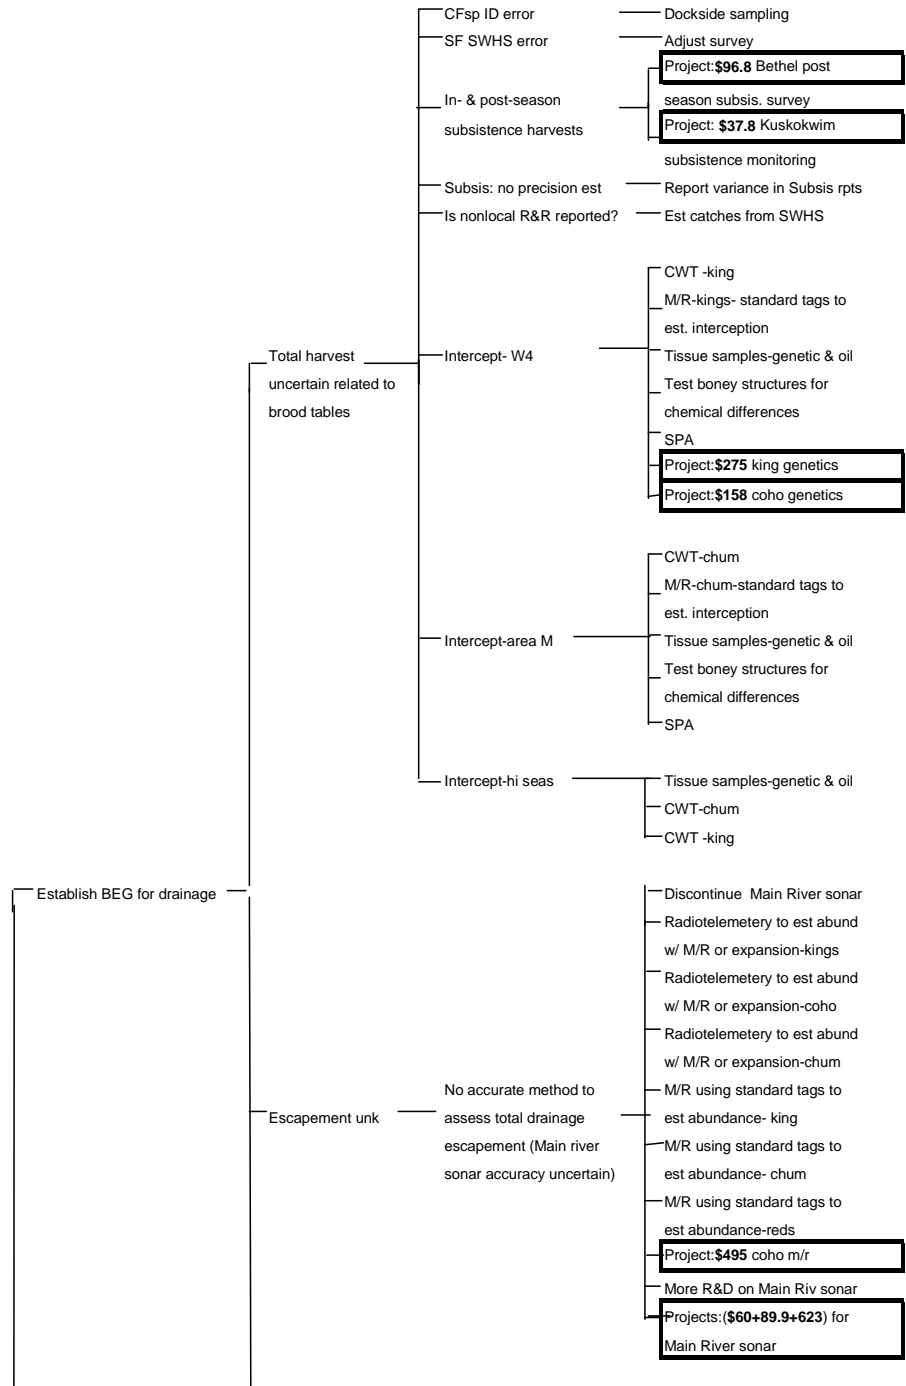 CFsp ID error
Dockside sampling
SF SWHS error
Adjust survey
Project:$96.8 Bethel post
season subsis. survey
In- & post-season
subsistence harvests
Project: $37.8 Kuskokwim
subsistence monitoring
Subsis: no precision est
Report variance in Subsis rpts
Is nonlocal R&R reported?
Est catches from SWHS
Total harvest
uncertain related to
brood tables
Intercept- W4
CWT -king
M/R-kings- standard tags to
est. interception
Tissue samples-genetic & oil
Test boney structures for
chemical differences
SPA
Project:$275 king genetics
Project:$158 coho genetics
Intercept-area M
CWT-chum
M/R-chum-standard tags to
est. interception
Tissue samples-genetic & oil
Test boney structures for
chemical differences
SPA
Intercept-hi seas
Tissue samples-genetic & oil
CWT-chum
CWT -king
Establish BEG for drainage
Escapement unk
No accurate method to
assess total drainage
escapement (Main river
sonar accuracy uncertain)
Discontinue  Main River sonar
Radiotelemetery to est abund
w/ M/R or expansion-kings
Radiotelemetery to est abund
w/ M/R or expansion-coho
Radiotelemetery to est abund
w/ M/R or expansion-chum
M/R using standard tags to
est abundance- king
M/R using standard tags to
est abundance- chum
M/R using standard tags to
est abundance-reds
Project:$495 coho m/r
More R&D on Main Riv sonar
Projects:($60+89.9+623) for
Main River sonar